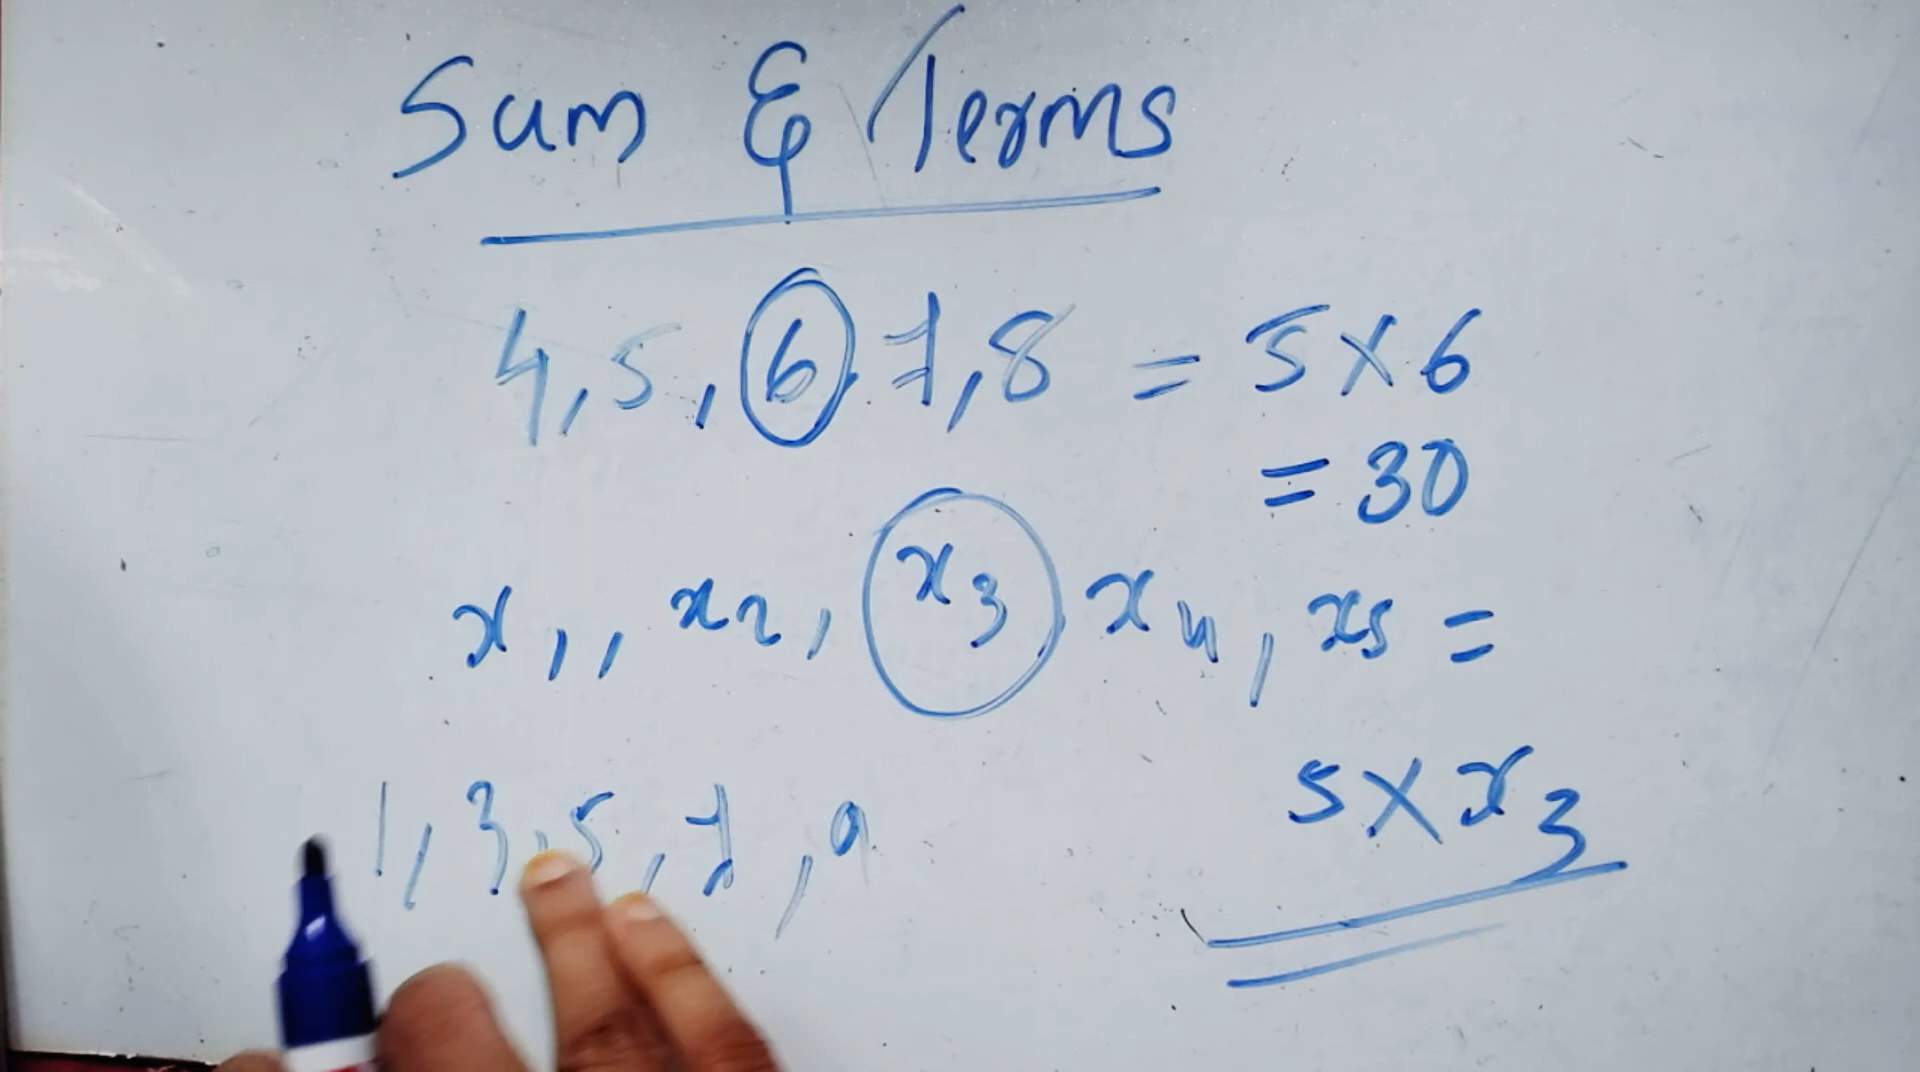 Sum & Terms
4, 5, 6, 7, 8 = 5 × 6
= 30
x1, x2, x3, x4, x5 =
5 × x3
1, 3, 5, 7, 9